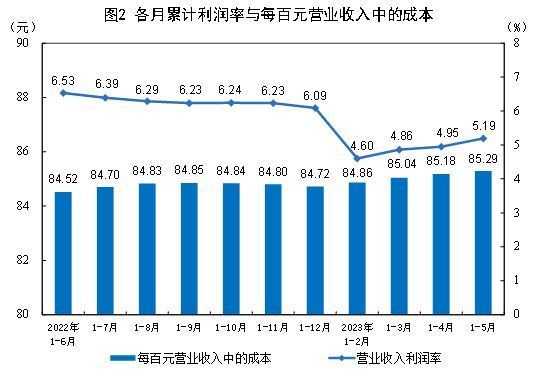 图2 各月累计利润率与每百元营业收入中的成本
(元) (%)
90 8
7
88 6
5
86 4
84 3
2
82 1
80 0
6.53 6.39 6.29 6.23 6.24 6.23 6.09 4.60 4.86 4.95 5.19
84.52 84.70 84.83 84.85 84.84 84.80 84.72 84.86 85.04 85.18 85.29
2022年 1-7月 1-8月 1-9月 1-10月 1-11月 1-12月 2023年 1-3月 1-4月 1-5月
1-6月 1-2月
每百元营业收入中的成本 营业收入利润率